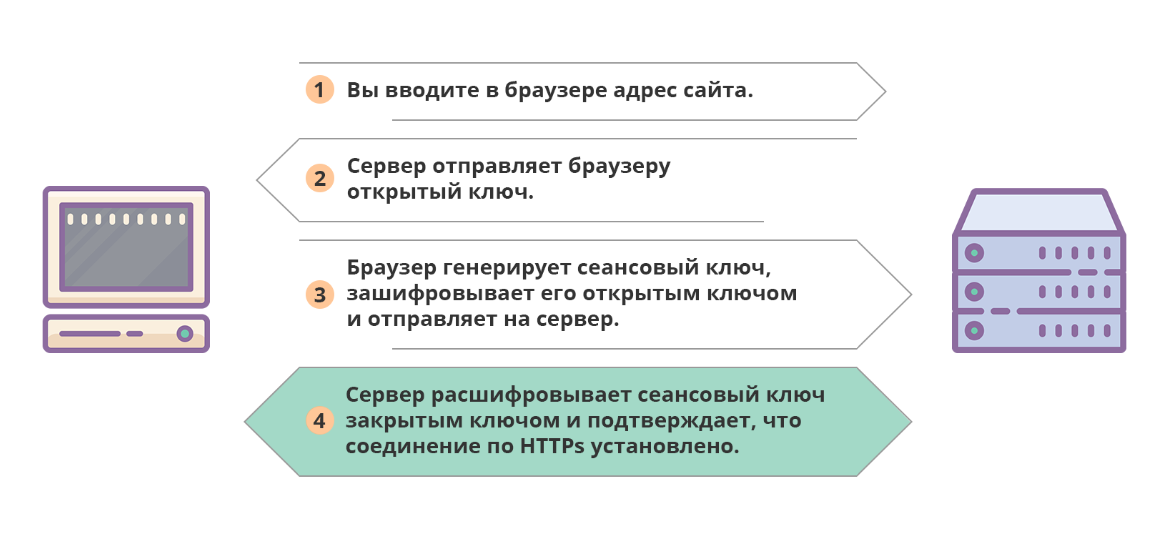 1 Вы вводите в браузере адрес сайта.
2 Сервер отправляет браузеру
открытый ключ.
3 Браузер генерирует сеансовый ключ,
зашифровывает его открытым ключом
и отправляет на сервер.
4 Сервер расшифровывает сеансовый ключ
закрытым ключом и подтверждает, что
соединение по HTTPs установлено.